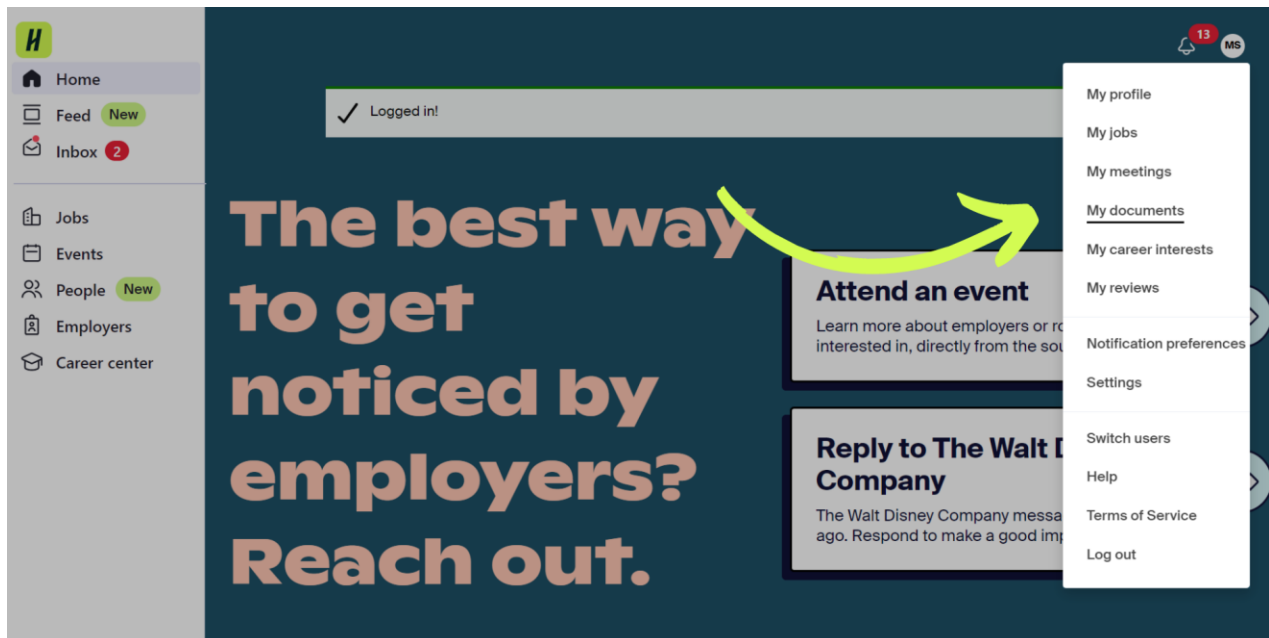 H
Home
Feed New
Inbox 2
Jobs
Events
People New
Employers
Career center
13
MS
Logged in!
The best way
to get
noticed by
employers?
Reach out.
Attend an event
Learn more about employers or
interested in, directly from the
Reply to The Walt
Company
The Walt Disney Company
ago. Respond to make a good
My profile
My jobs
My meetings
My documents
My career interests
My reviews
Notification preferences
Settings
Switch users
Help
Terms of Service
Log out